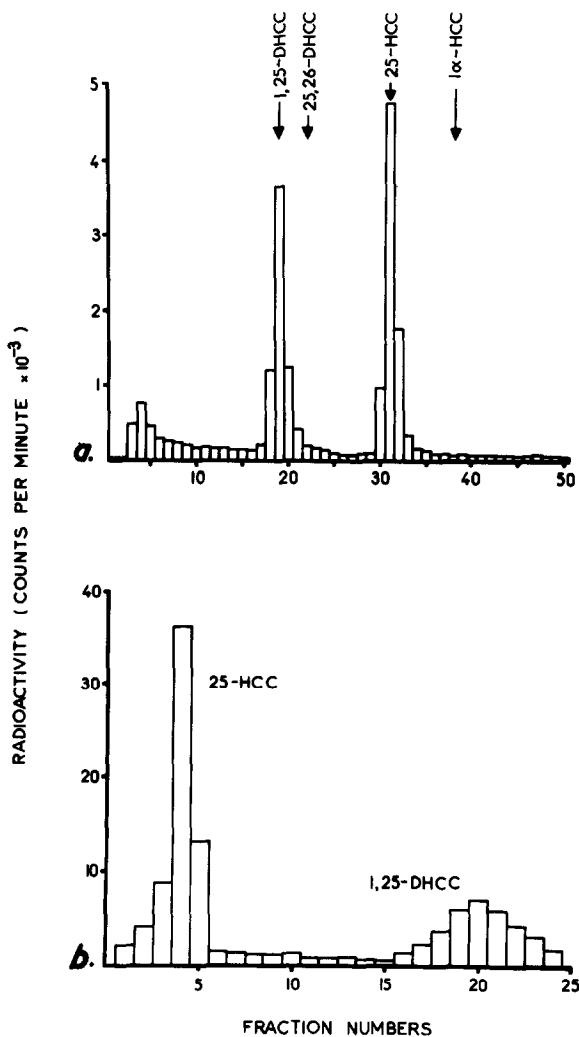 1,25-DHCC
25,26-DHCC
25-HCC
1α-HCC
5
4
3
2
1
a.
10 20 30 40 50
RADIOACTIVITY ( COUNTS PER MINUTE ×10⁻³ )
40
30
20
10
25-HCC
1,25-DHCC
b.
5 10 15 20 25
FRACTION NUMBERS